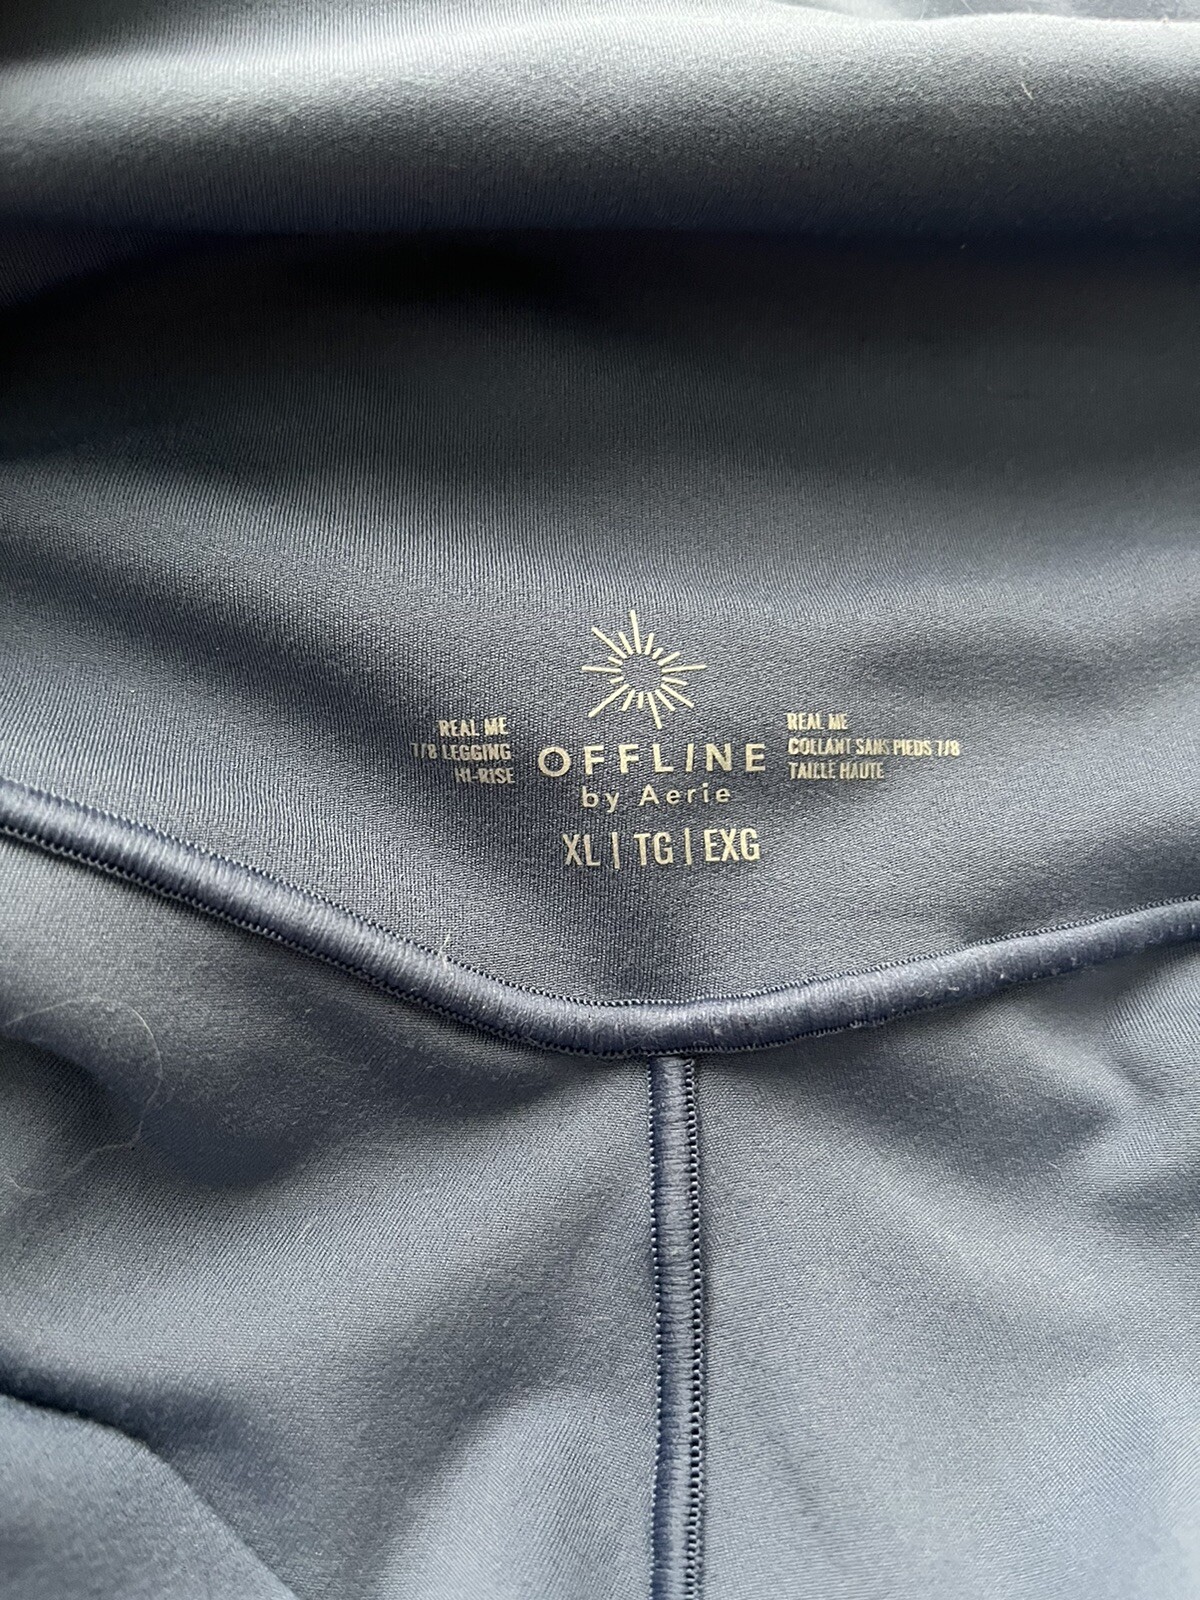 REAL ME
7/8 LEGGING
HI-RISE
OFFLINE
by Aerie
XL | TG | EXG
REAL ME
COLLANT SANS PIEDS 7/8
TAILLE HAUTE